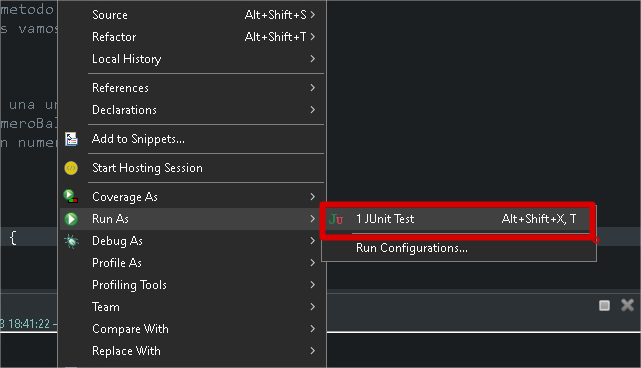 metodo
s vamos
una un
meroBal
n numer
{
3 18:41:22 –
Source Alt+Shift+S >
Refactor Alt+Shift+T >
Local History >
References >
Declarations >
Add to Snippets...
Start Hosting Session
Coverage As >
Run As >
Debug As >
Profile As >
Profiling Tools >
Team >
Compare With >
Replace With >
JU 1 JUnit Test Alt+Shift+X, T
Run Configurations...